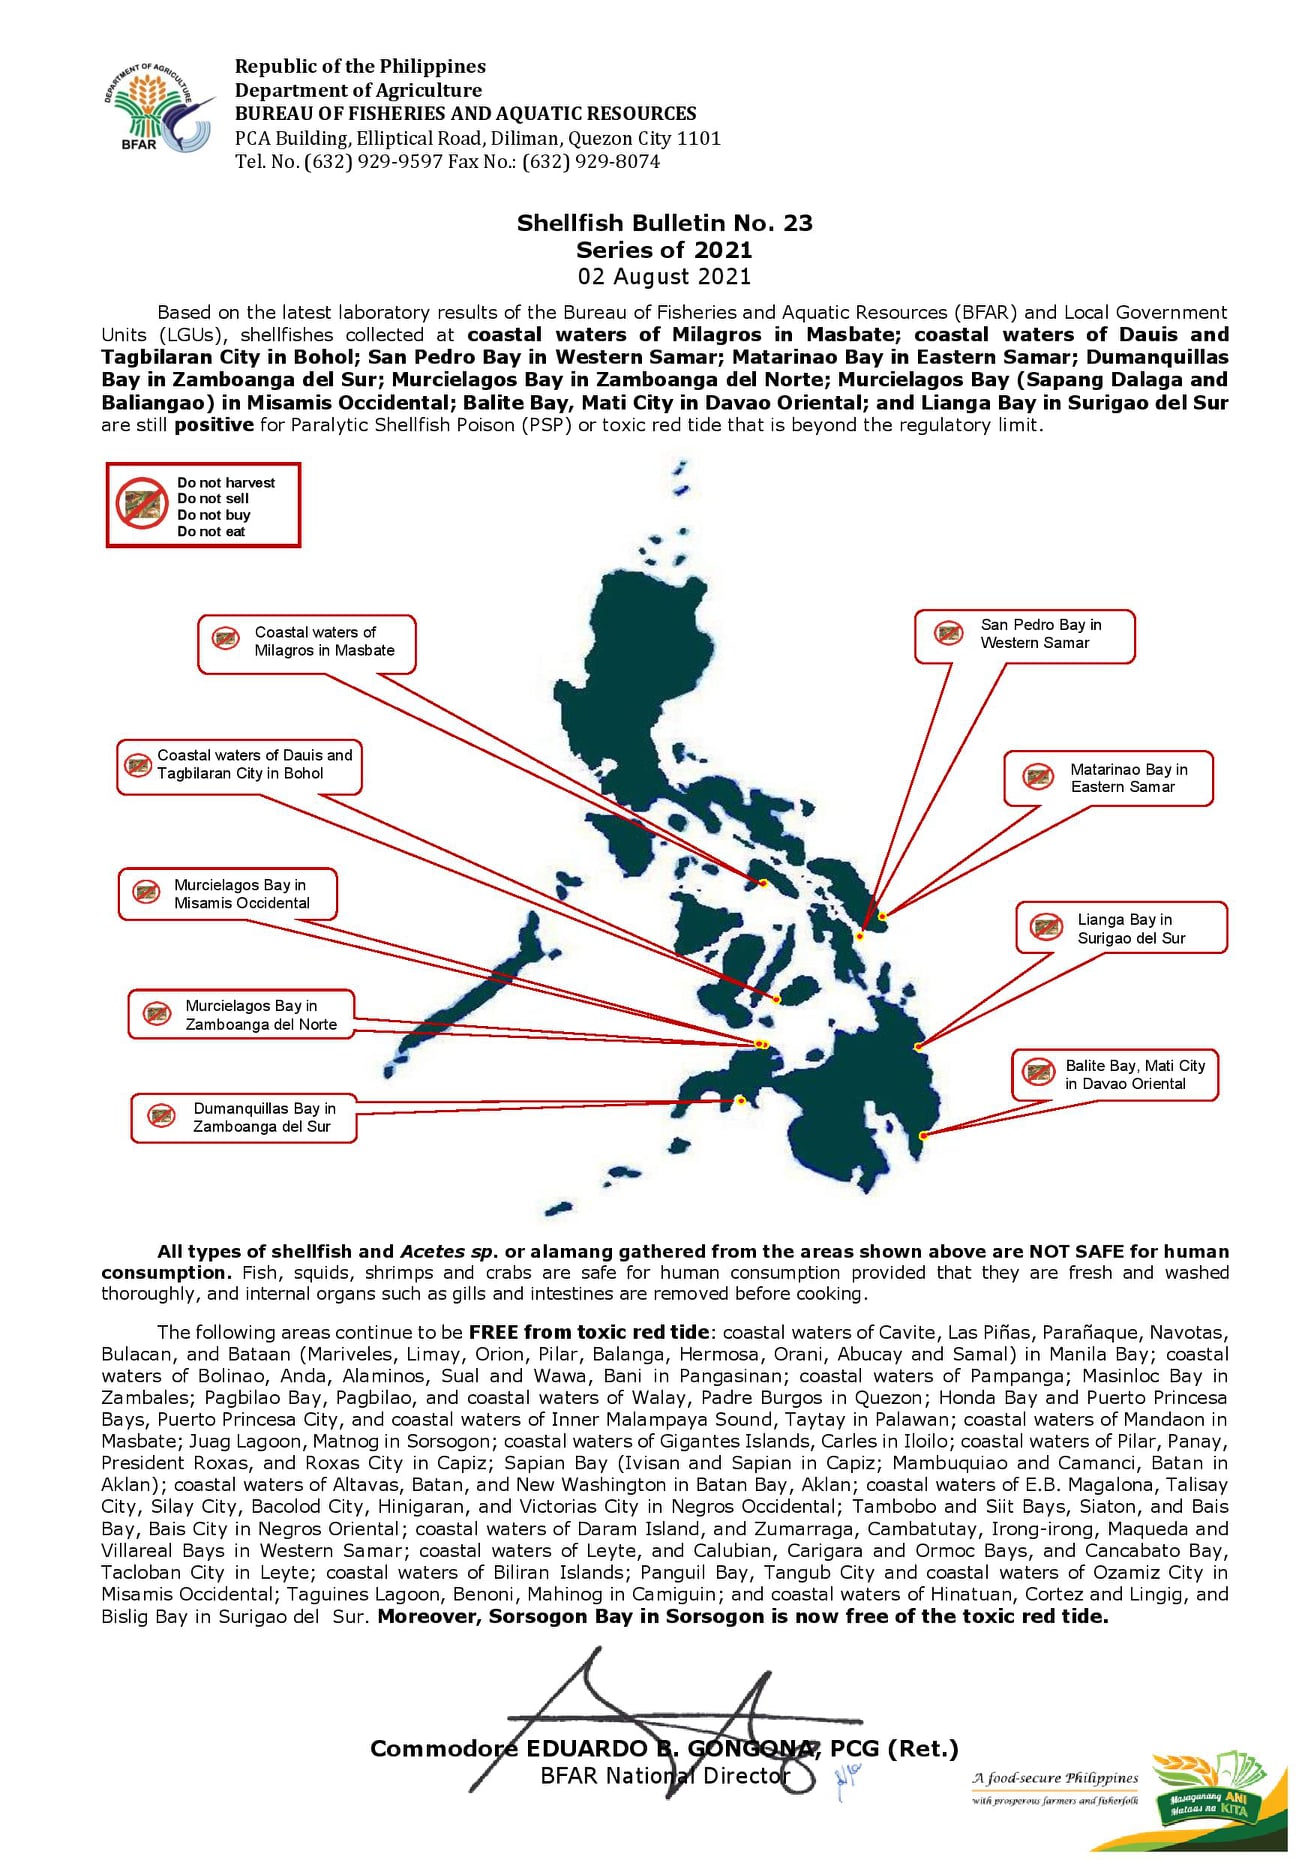 DEPARTMENT OF AGRICULTURE
BFAR
Republic of the Philippines
Department of Agriculture
BUREAU OF FISHERIES AND AQUATIC RESOURCES
PCA Building, Elliptical Road, Diliman, Quezon City 1101
Tel. No. (632) 929-9597 Fax No.: (632) 929-8074
Shellfish Bulletin No. 23
Series of 2021
02 August 2021
Based on the latest laboratory results of the Bureau of Fisheries and Aquatic Resources (BFAR) and Local Government
Units (LGUs), shellfishes collected at coastal waters of Milagros in Masbate; coastal waters of Dauis and
Tagbilaran City in Bohol; San Pedro Bay in Western Samar; Matarinao Bay in Eastern Samar; Dumanquillas
Bay in Zamboanga del Sur; Murcielagos Bay in Zamboanga del Norte; Murcielagos Bay (Sapang Dalaga and
Baliangao) in Misamis Occidental; Balite Bay, Mati City in Davao Oriental; and Lianga Bay in Surigao del Sur
are still positive for Paralytic Shellfish Poison (PSP) or toxic red tide that is beyond the regulatory limit.
Do not harvest
Do not sell
Do not buy
Do not eat
Coastal waters of
Milagros in Masbate
San Pedro Bay in
Western Samar
Coastal waters of Dauis and
Tagbilaran City in Bohol
Matarinao Bay in
Eastern Samar
Murcielagos Bay in
Misamis Occidental
Lianga Bay in
Surigao del Sur
Murcielagos Bay in
Zamboanga del Norte
Balite Bay, Mati City
in Davao Oriental
Dumanquillas Bay in
Zamboanga del Sur
All types of shellfish and Acetes sp. or alamang gathered from the areas shown above are NOT SAFE for human
consumption. Fish, squids, shrimps and crabs are safe for human consumption provided that they are fresh and washed
thoroughly, and internal organs such as gills and intestines are removed before cooking.
The following areas continue to be FREE from toxic red tide: coastal waters of Cavite, Las Piñas, Parañaque, Navotas,
Bulacan, and Bataan (Mariveles, Limay, Orion, Pilar, Balanga, Hermosa, Orani, Abucay and Samal) in Manila Bay; coastal
waters of Bolinao, Anda, Alaminos, Sual and Wawa, Bani in Pangasinan; coastal waters of Pampanga; Masinloc Bay in
Zambales; Pagbilao Bay, Pagbilao, and coastal waters of Walay, Padre Burgos in Quezon; Honda Bay and Puerto Princesa
Bays, Puerto Princesa City, and coastal waters of Inner Malampaya Sound, Taytay in Palawan; coastal waters of Mandaon in
Masbate; Juag Lagoon, Matnog in Sorsogon; coastal waters of Gigantes Islands, Carles in Iloilo; coastal waters of Pilar, Panay,
President Roxas, and Roxas City in Capiz; Sapian Bay (Ivisan and Sapian in Capiz; Mambuquiao and Camanci, Batan in
Aklan); coastal waters of Altavas, Batan, and New Washington in Batan Bay, Aklan; coastal waters of E.B. Magalona, Talisay
City, Silay City, Bacolod City, Hinigaran, and Victorias City in Negros Occidental; Tambobo and Siit Bays, Siaton, and Bais
Bay, Bais City in Negros Oriental; coastal waters of Daram Island, and Zumarraga, Cambatutay, Irong-irong, Maqueda and
Villareal Bays in Western Samar; coastal waters of Leyte, and Calubian, Carigara and Ormoc Bays, and Cancabato Bay,
Tacloban City in Leyte; coastal waters of Biliran Islands; Panguil Bay, Tangub City and coastal waters of Ozamiz City in
Misamis Occidental; Taguines Lagoon, Benoni, Mahinog in Camiguin; and coastal waters of Hinatuan, Cortez and Lingig, and
Bislig Bay in Surigao del Sur. Moreover, Sorsogon Bay in Sorsogon is now free of the toxic red tide.
Commodore EDUARDO B. GONGONA, PCG (Ret.)
BFAR National Director
A food-secure Philippines
with prosperous farmers and fisherfolk
Masaganang ANI
Mataas na KITA